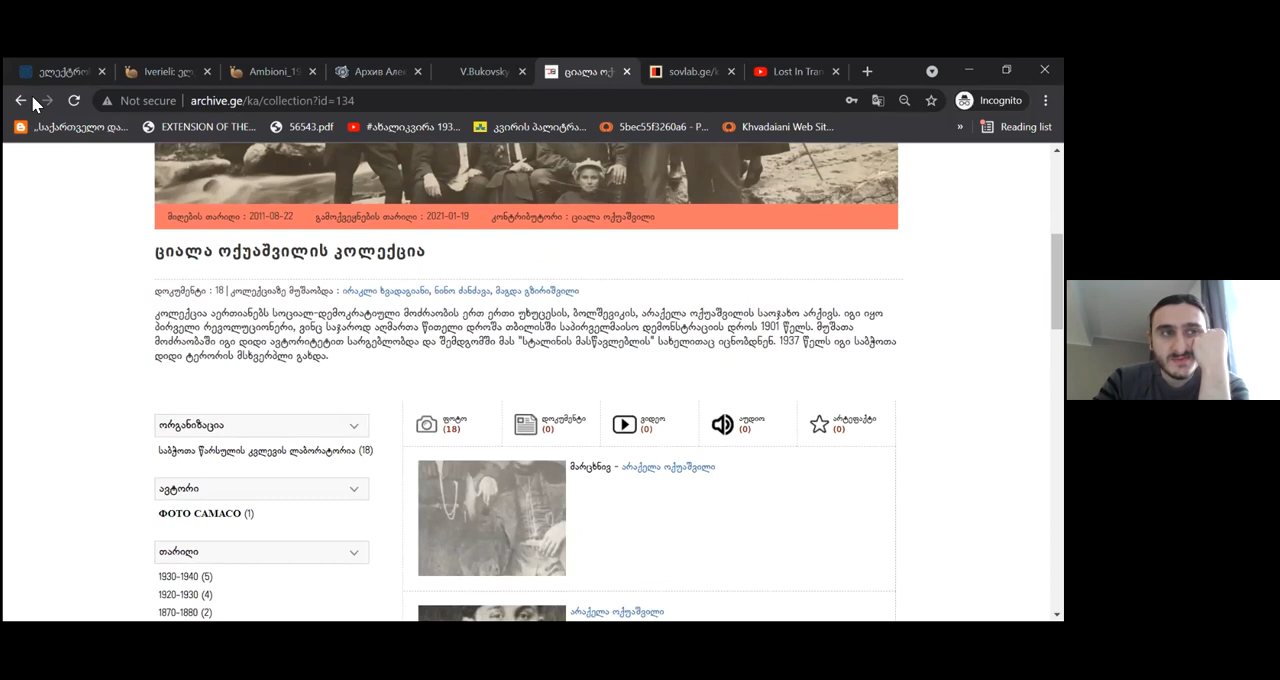 ელექტრო
Iverieli: ელ
Ambioni_19
Архив Але
V.Bukovsky
ციალა ოქ
sovlab.ge/k
Lost In Tran
Not secure
archive.ge/ka/collection?id=134
Incognito
„საქართველო და...
EXTENSION OF THE...
56543.pdf
#ახალიკვირა 193...
კვირის პალიტრა...
5bec55f3260a6 - P...
Khvadaiani Web Sit...
»
Reading list
მიღების თარიღი : 2011-08-22 გამოქვეყნების თარიღი : 2021-01-19 კონტრიბუტორი : ციალა ოქუაშვილი
ციალა ოქუაშვილის კოლექცია
დოკუმენტი : 18 | კოლექციაზე მუშაობდა : ირაკლი ხვადაგიანი, ნინო ძანძავა, მაგდა გზირიშვილი
კოლექცია აერთიანებს სოციალ-დემოკრატიული მოძრაობის ერთ ერთი უხუცესის, ბოლშევიკის, არაქელა ოქუაშვილის საოჯახო არქივს. იგი იყო
პირველი რევოლუციონერი, ვინც საჯაროდ აღმართა წითელი დროშა თბილისში საპირველმაისო დემონსტრაციის დროს 1901 წელს. მუშათა
მოძრაობაში იგი დიდი ავტორიტეტით სარგებლობდა და შემდგომში მას "სტალინის მასწავლებლის" სახელითაც იცნობდნენ. 1937 წელს იგი საბჭოთა
დიდი ტერორის მსხვერპლი გახდა.
ორგანიზაცია
საბჭოთა წარსულის კვლევის ლაბორატორია (18)
ავტორი
ФОТО САМАСО (1)
თარიღი
1930-1940 (5)
1920-1930 (4)
1870-1880 (2)
ფოტო
(18)
დოკუმენტი
(0)
ვიდეო
(0)
აუდიო
(0)
არტეფაქტი
(0)
მარცხნივ - არაქელა ოქუაშვილი
არაქელა ოქუაშვილი